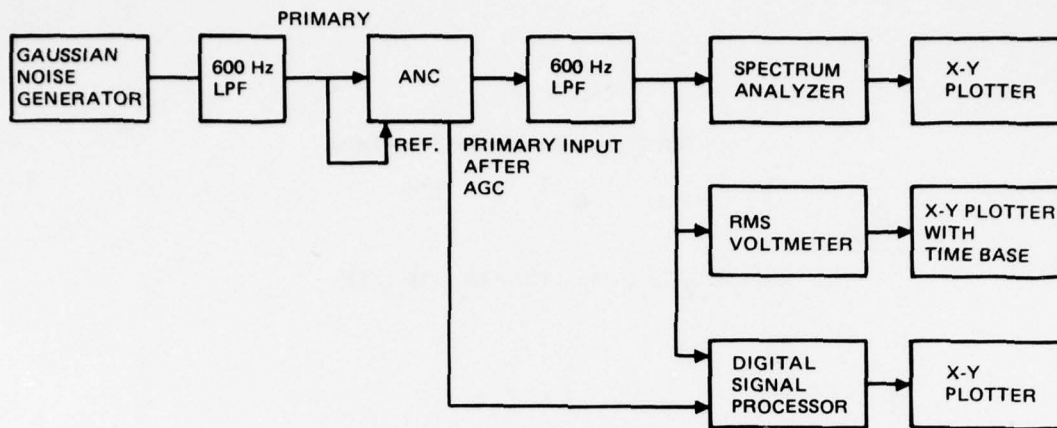 PRIMARY
GAUSSIAN
NOISE
GENERATOR
600 Hz
LPF
ANC
600 Hz
LPF
SPECTRUM
ANALYZER
X-Y
PLOTTER
REF.
PRIMARY INPUT
AFTER
AGC
RMS
VOLTMETER
X-Y PLOTTER
WITH
TIME BASE
DIGITAL
SIGNAL
PROCESSOR
X-Y
PLOTTER